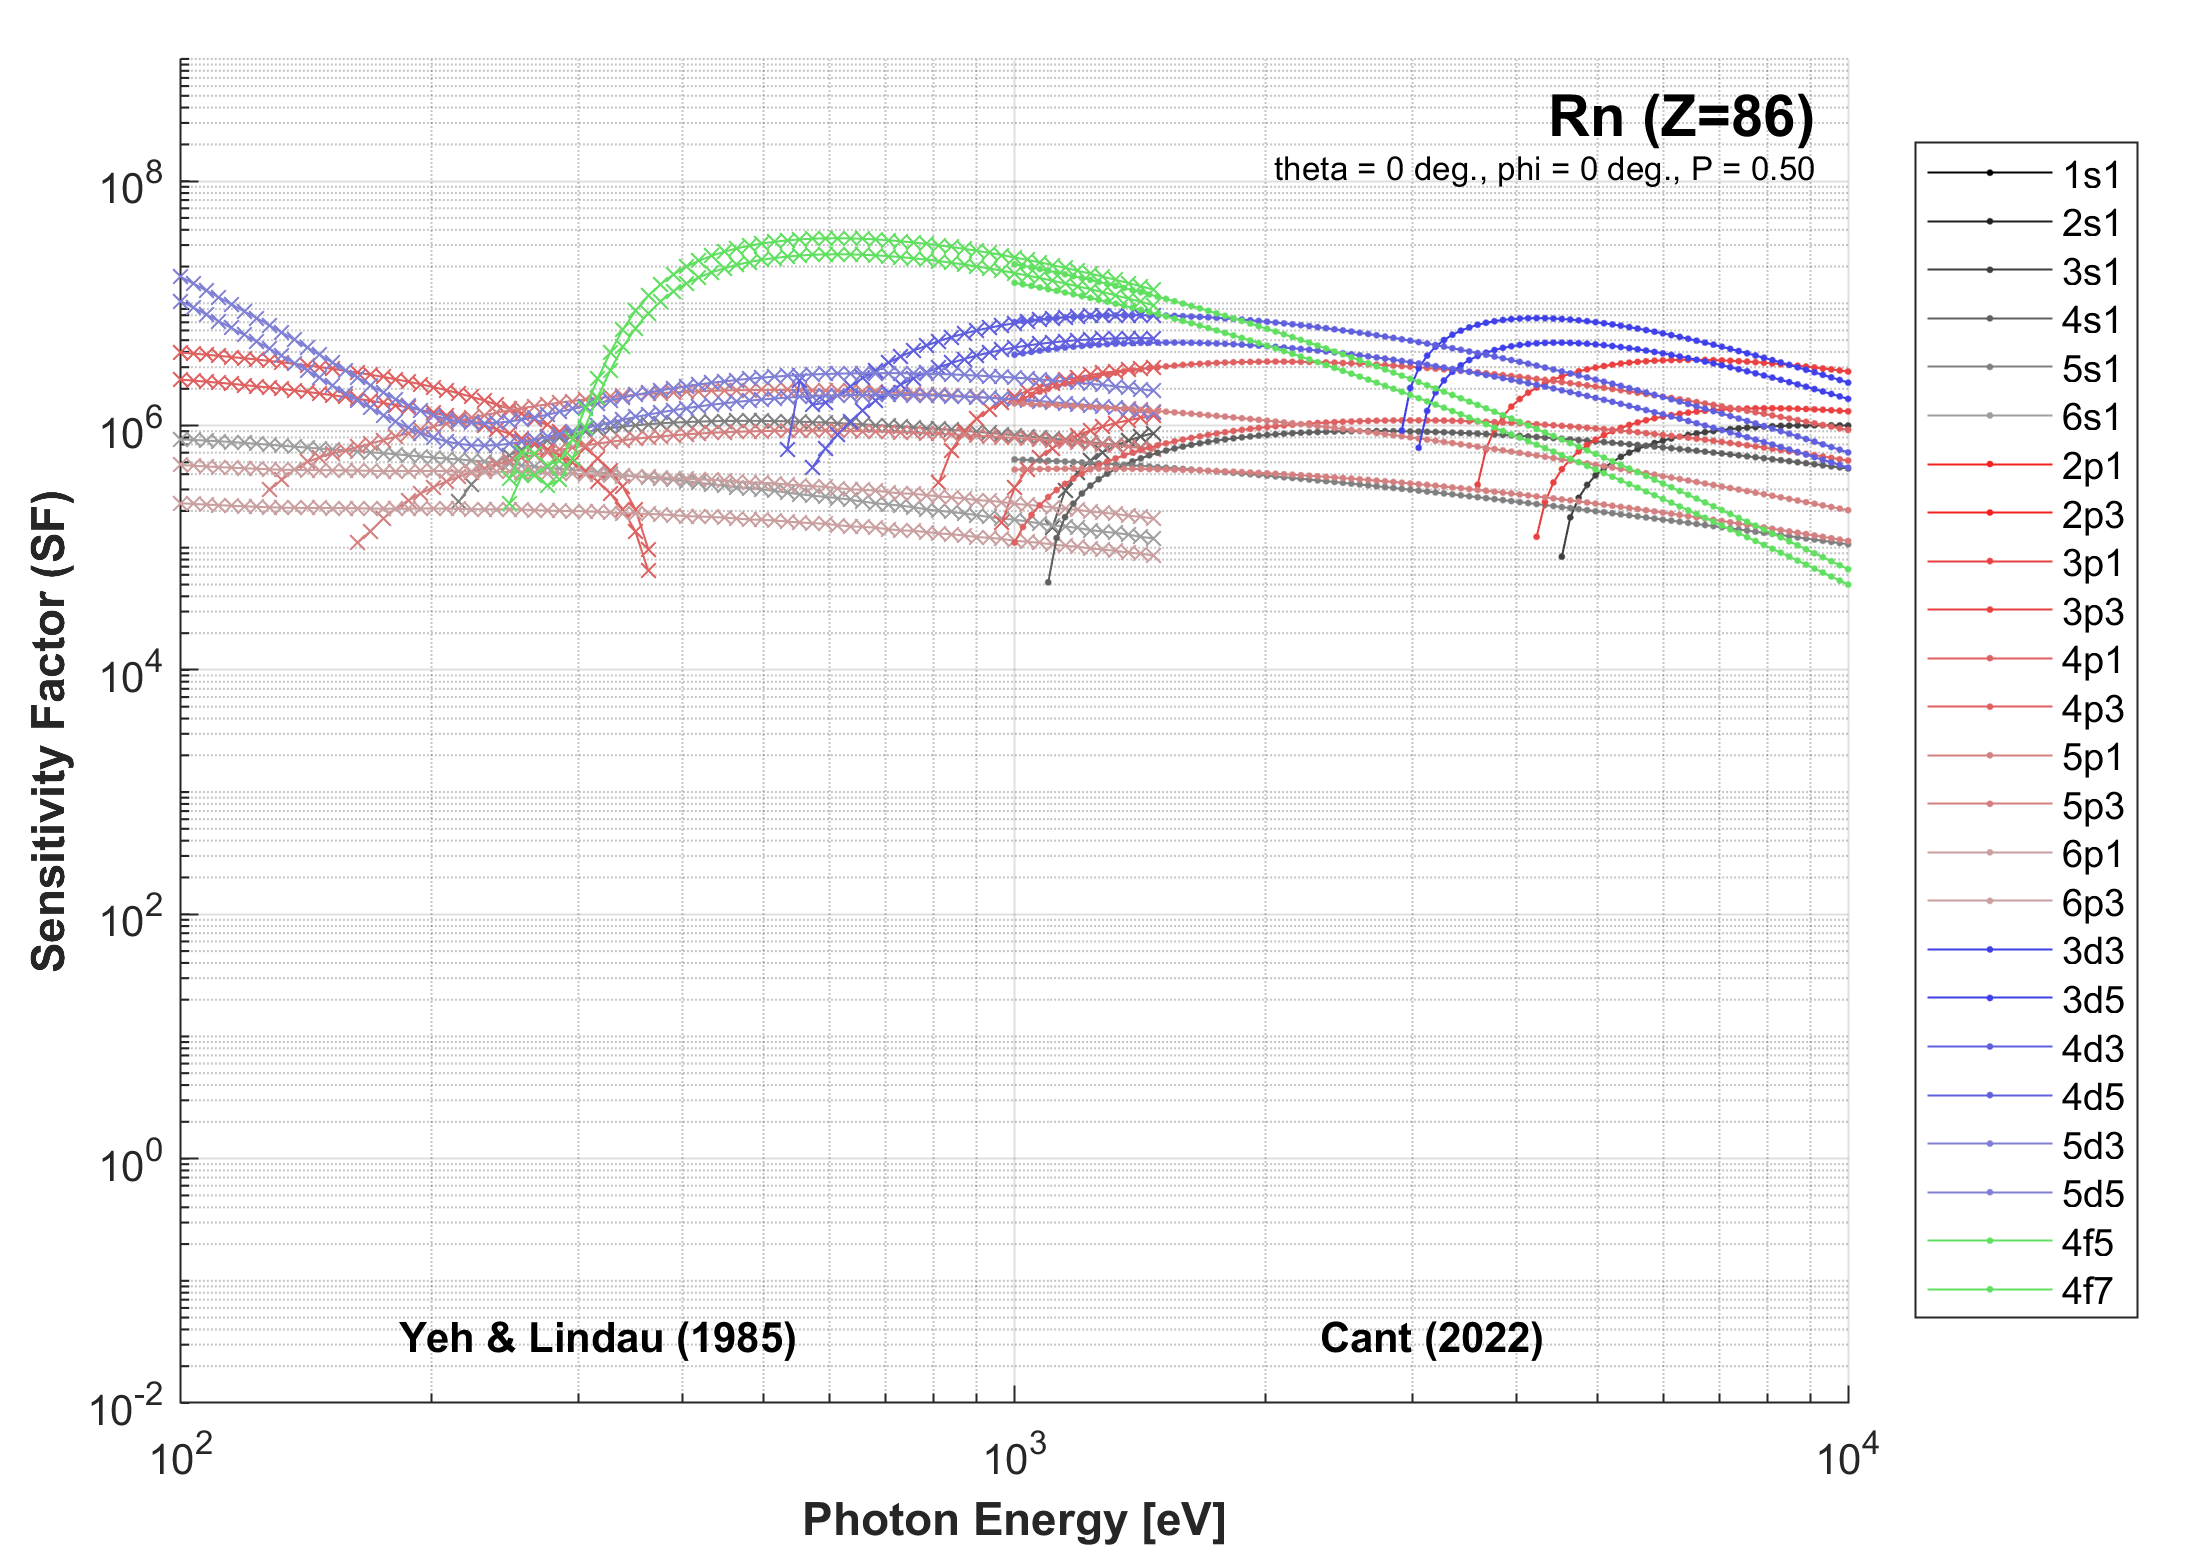 Rn (Z=86)
theta = 0 deg., phi = 0 deg., P = 0.50
Sensitivity Factor (SF)
10^8
10^6
10^4
10^2
10^0
10^-2
10^2
10^3
10^4
Photon Energy [eV]
Yeh & Lindau (1985)
Cant (2022)
1s1
2s1
3s1
4s1
5s1
6s1
2p1
2p3
3p1
3p3
4p1
4p3
5p1
5p3
6p1
6p3
3d3
3d5
4d3
4d5
5d3
5d5
4f5
4f7